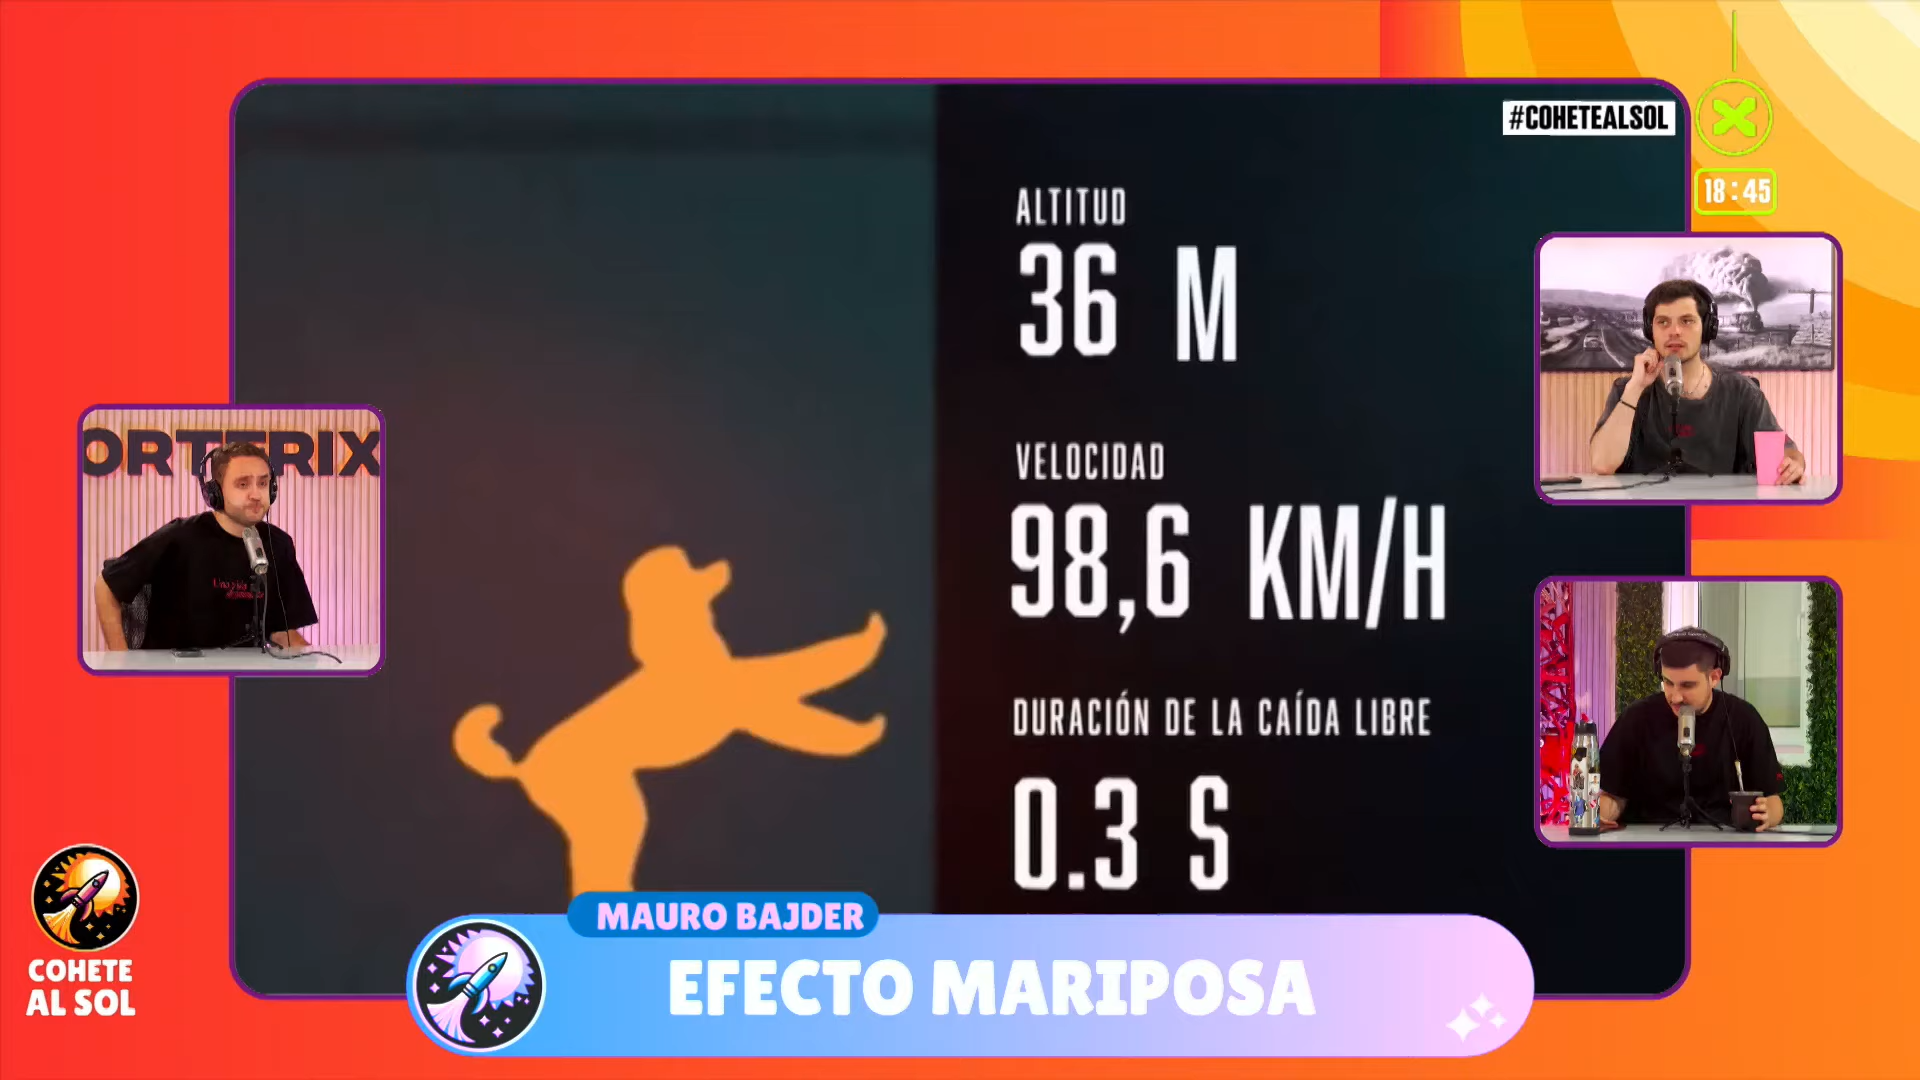 #COHETEALSOL
18:45
ALTITUD
36 M
VELOCIDAD
98,6 KM/H
DURACIÓN DE LA CAÍDA LIBRE
0.3 S
ORTERIX
MAURO BAJDER
EFECTO MARIPOSA
COHETE
AL SOL